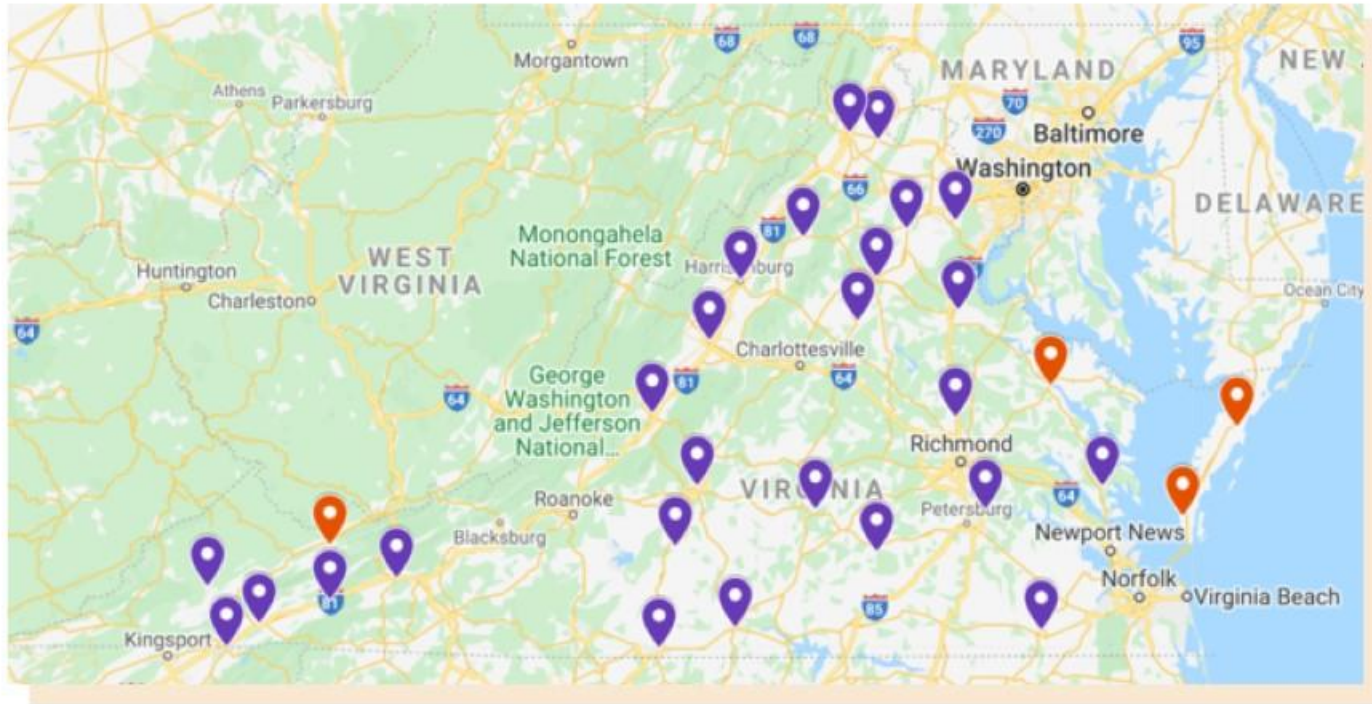 68
68
95
Morgantown
NEW
MARYLAND
Athens
Parkersburg
70
270
Baltimore
Washington
66
DELAWARE
81
Monongahela
National Forest
WEST
VIRGINIA
Huntington
Charleston
Ocean City
64
Charlottesville
64
81
George
Washington
and Jefferson
National...
64
Richmond
VIRGINIA
64
Roanoke
Petersburg
Blacksburg
Newport News
Norfolk
Virginia Beach
81
85
Kingsport